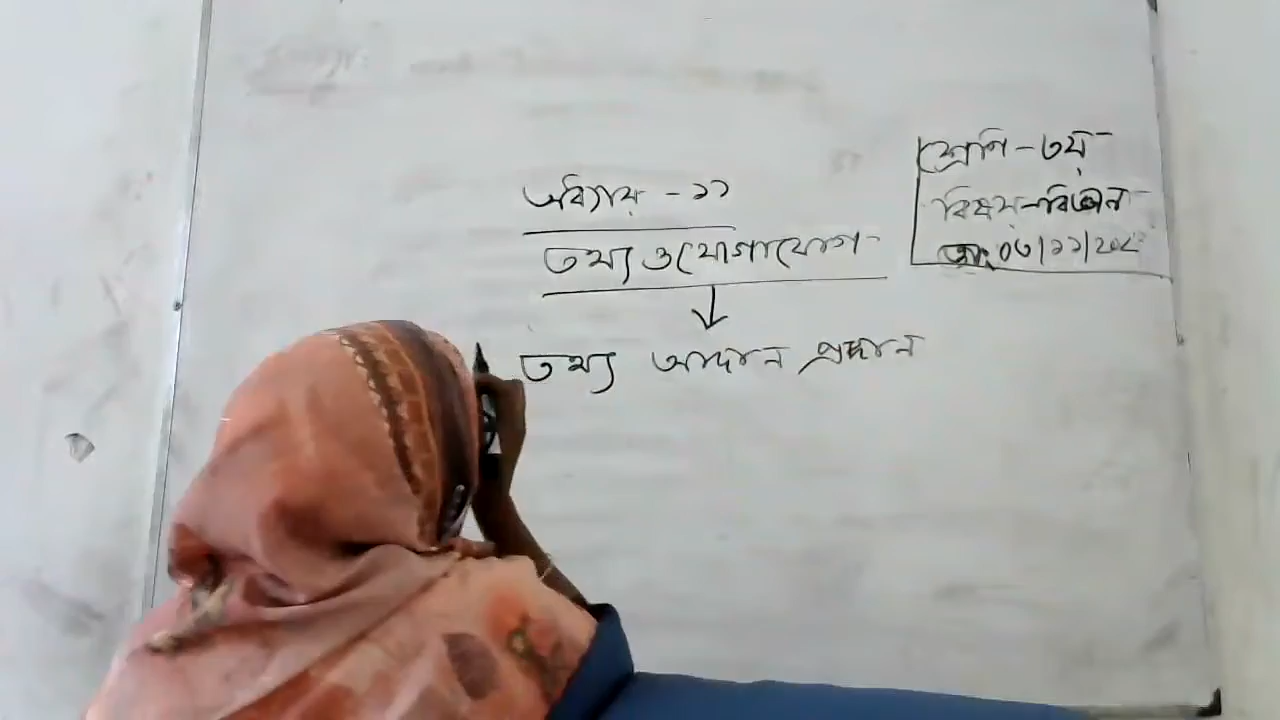 অধ্যায় - ১১
তথ্য ও যোগাযোগ
তথ্য আদান প্রদান
শ্রেণি - ৩য়
বিষয় - বিজ্ঞান